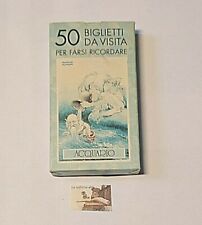 50 BIGLIETTI
DA VISITA
PER FARSI RICORDARE
ACQUARIO